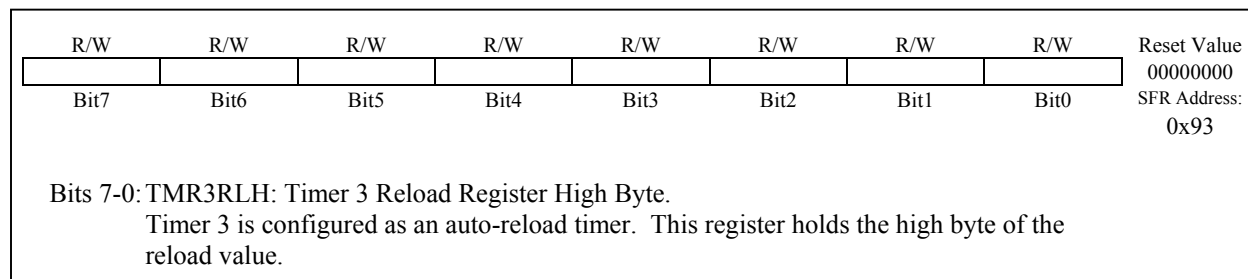 R/W R/W R/W R/W R/W R/W R/W R/W Reset Value
00000000
Bit7 Bit6 Bit5 Bit4 Bit3 Bit2 Bit1 Bit0 SFR Address:
0x93
Bits 7-0: TMR3RLH: Timer 3 Reload Register High Byte.
Timer 3 is configured as an auto-reload timer. This register holds the high byte of the
reload value.